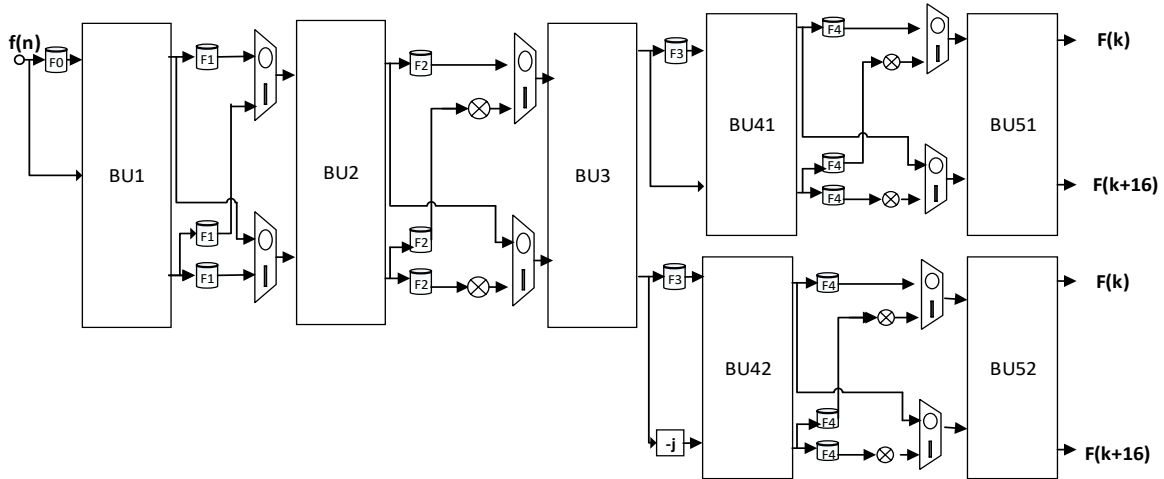 f(n)
F0
BU1
F1
F1
F1
BU2
F2
F2
F2
BU3
F3
BU41
F4
F4
F4
BU51
F(k)
F(k+16)
F3
-j
BU42
F4
F4
F4
BU52
F(k)
F(k+16)